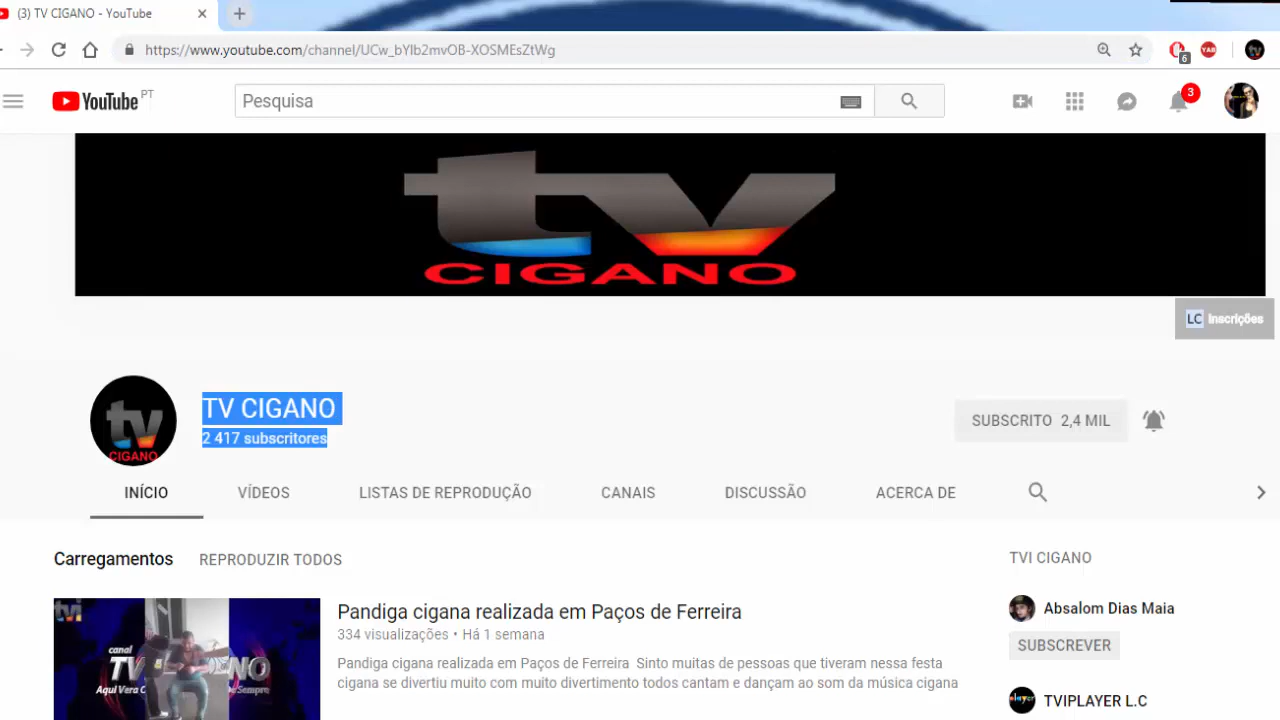 (3) TV CIGANO - YouTube
https://www.youtube.com/channel/UCw_bYIb2mvOB-XOSMEsZtWg
6
YouTube PT
Pesquisa
3
tv
CIGANO
LC Inscrições
tv
CIGANO
TV CIGANO
2 417 subscritores
SUBSCRITO 2,4 MIL
INÍCIO VÍDEOS LISTAS DE REPRODUÇÃO CANAIS DISCUSSÃO ACERCA DE
Carregamentos REPRODUZIR TODOS
TVI CIGANO
tvi
canal
Pandiga cigana realizada em Paços de Ferreira
334 visualizações • Há 1 semana
Pandiga cigana realizada em Paços de Ferreira Sinto muitas de pessoas que tiveram nessa festa
cigana se divertiu muito com muito divertimento todos cantam e dançam ao som da música cigana
Absalom Dias Maia
SUBSCREVER
TVIPLAYER L.C